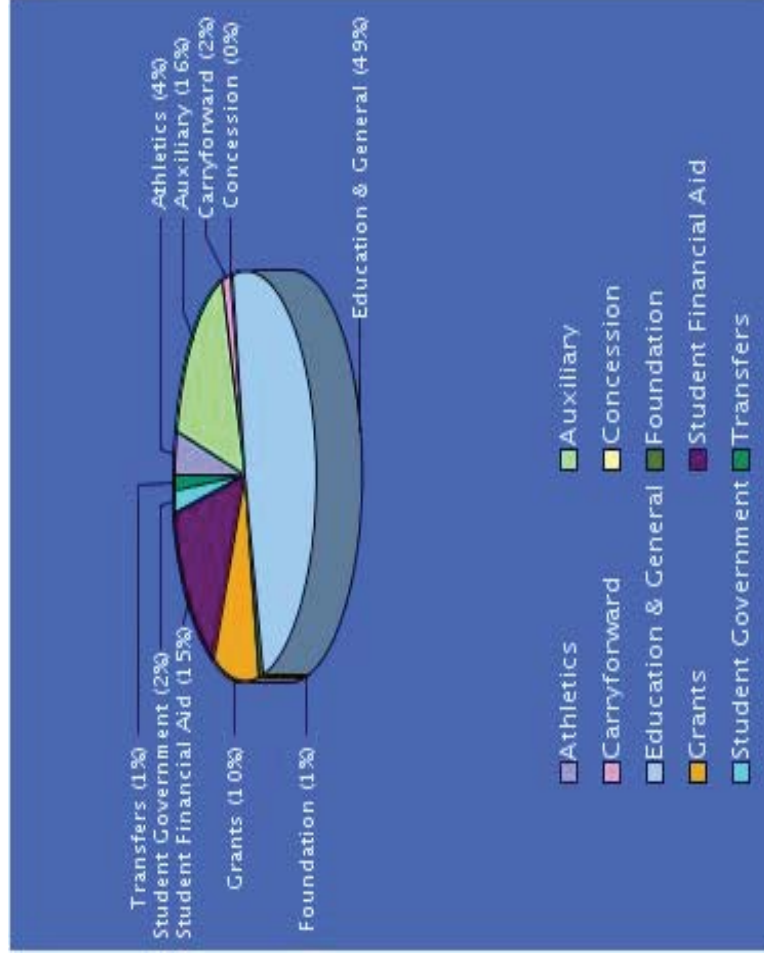 Transfers (1%)
Student Government (2%)
Student Financial Aid (15%)
Grants (10%)
Foundation (1%)
Athletics (4%)
Auxiliary (16%)
Carryforward (2%)
Concession (0%)
Education & General (49%)
Athletics Auxiliary
Carryforward Concession
Education & General Foundation
Grants Student Financial Aid
Student Government Transfers